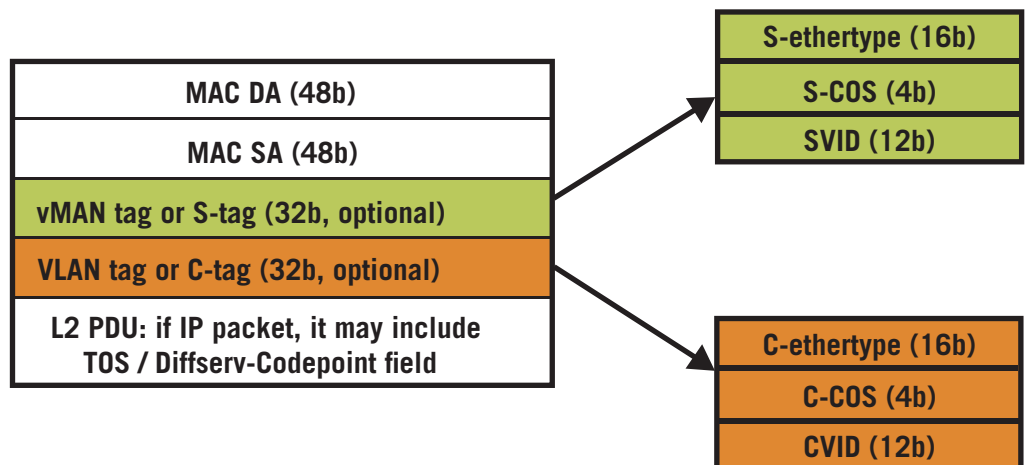 MAC DA (48b)
MAC SA (48b)
vMAN tag or S-tag (32b, optional)
VLAN tag or C-tag (32b, optional)
L2 PDU: if IP packet, it may include
TOS / Diffserv-Codepoint field
S-ethertype (16b)
S-COS (4b)
SVID (12b)
C-ethertype (16b)
C-COS (4b)
CVID (12b)